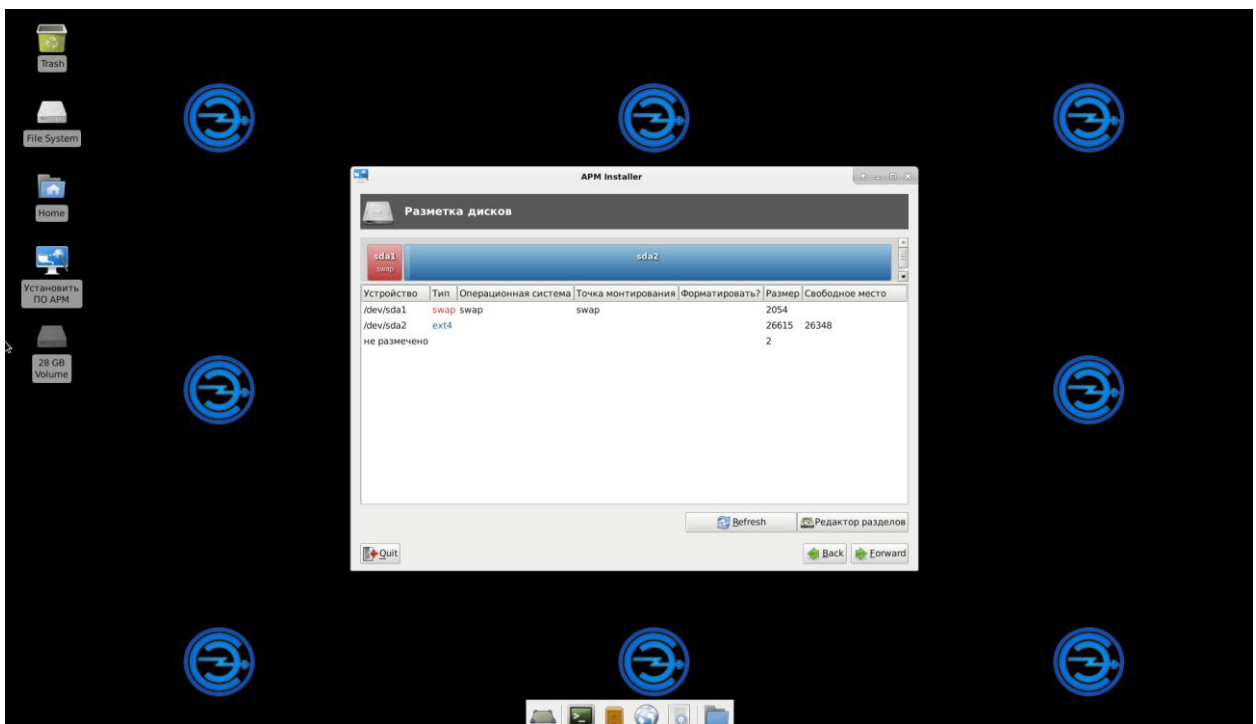 Trash
File System
Home
Установить
ПО АРМ
28 GB
Volume
APM Installer
Разметка дисков
sda1
swap
sda2
Устройство Тип Операционная система Точка монтирования Форматировать? Размер Свободное место
/dev/sda1 swap swap swap 2054
/dev/sda2 ext4 26615 26348
не размечено 2
Refresh Редактор разделов
Quit Back Forward